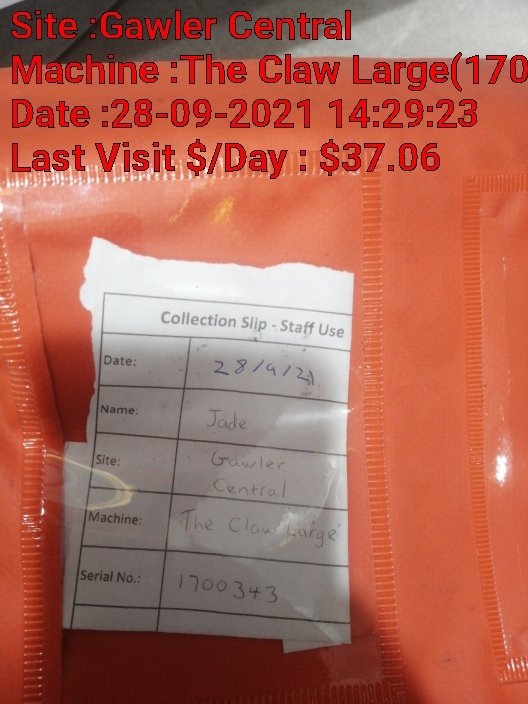 Site :Gawler Central
Machine :The Claw Large(170
Date :28-09-2021 14:29:23
Last Visit $/Day : $37.06
Collection Slip - Staff Use
Date: 28/9/21
Name: Jade
Site: Gawler
Central
Machine: The Claw Large
Serial No.: 1700343